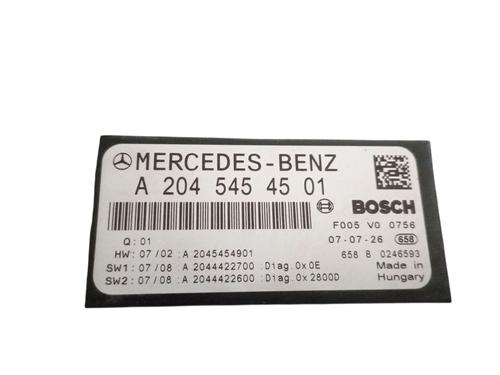 MERCEDES-BENZ
A 204 545 45 01
BOSCH
F005 V0 0756
Q: 01
07-07-26 658
HW: 07/02 :A 2045454901
658 B 0246593
SW1: 07/08 :A 2044422700 :Diag.0x0E
Made in
SW2: 07/08 :A 2044422600 :Diag.0x2800D
Hungary